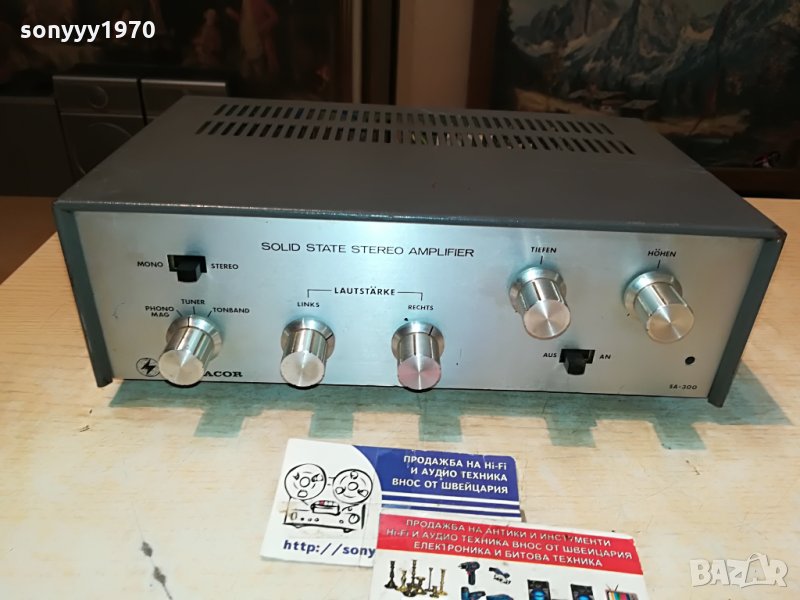 sonyyy1970
SOLID STATE STEREO AMPLIFIER
TIEFEN
HÖHEN
MONO STEREO
LAUTSTÄRKE
LINKS RECHTS
PHONO MAG
TUNER
TONBAND
AUS AN
ACOR
SA-300
ПРОДАЖБА НА Hi-Fi
И АУДИО ТЕХНИКА
ВНОС ОТ ШВЕЙЦАРИЯ
http://sony
ПРОДАЖБА НА АНТИКИ И ИНСТРУМЕНТИ
Hi-Fi И АУДИО ТЕХНИКА ВНОС ОТ ШВЕЙЦАРИЯ
ЕЛЕКТРОНИКА И БИТОВА ТЕХНИКА
BAZAR